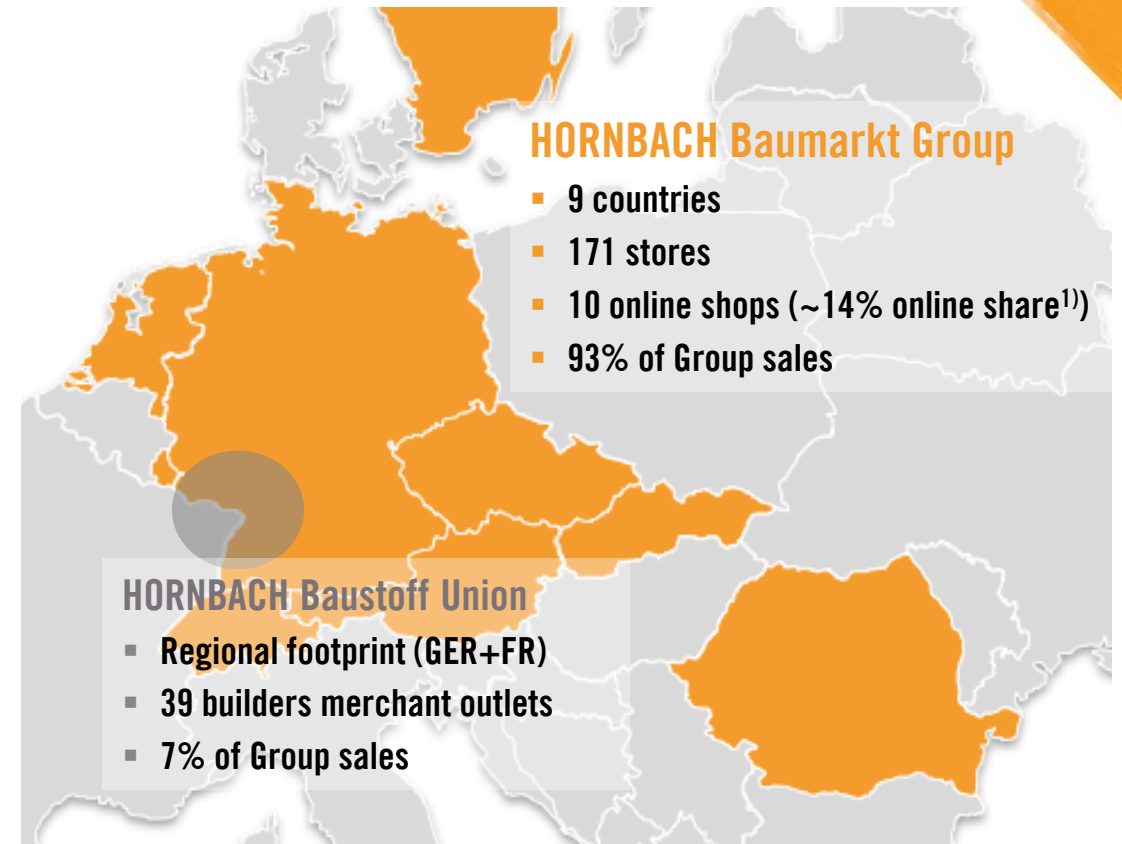 HORNBACH Baumarkt Group
▪ 9 countries
▪ 171 stores
▪ 10 online shops (~14% online share¹⁾)
▪ 93% of Group sales
HORNBACH Baustoff Union
▪ Regional footprint (GER+FR)
▪ 39 builders merchant outlets
▪ 7% of Group sales